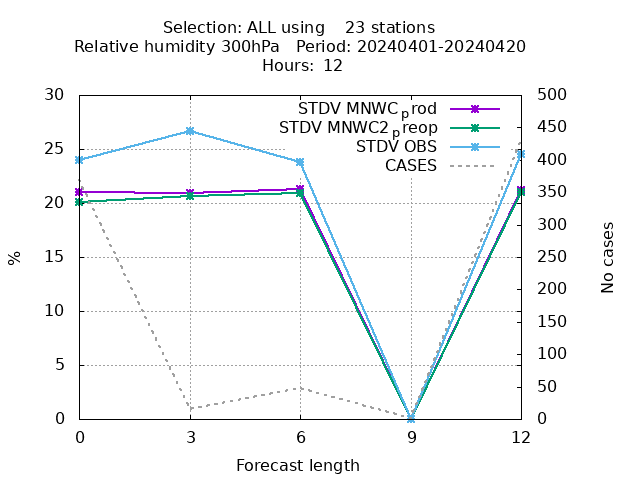 Selection: ALL using 23 stations
Relative humidity 300hPa Period: 20240401-20240420
Hours: 12
30 500
STDV MNWC_prod
450
STDV MNWC2_preop
25 STDV OBS
400
CASES
350
20
300
% 15 250 No cases
200
10
150
100
5
50
0 0
0 3 6 9 12
Forecast length